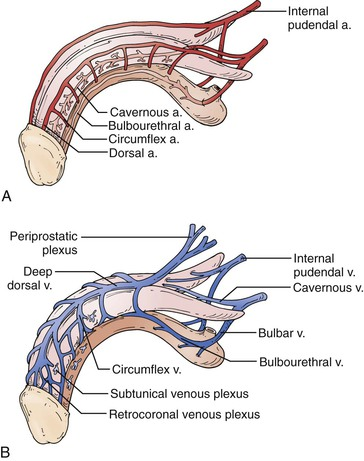 Internal
pudendal a.
Cavernous a.
Bulbourethral a.
Circumflex a.
Dorsal a.
A
Periprostatic
plexus
Deep
dorsal v.
Internal
pudendal v.
Cavernous v.
Bulbar v.
Bulbourethral v.
Circumflex v.
Subtunical venous plexus
Retrocoronal venous plexus
B